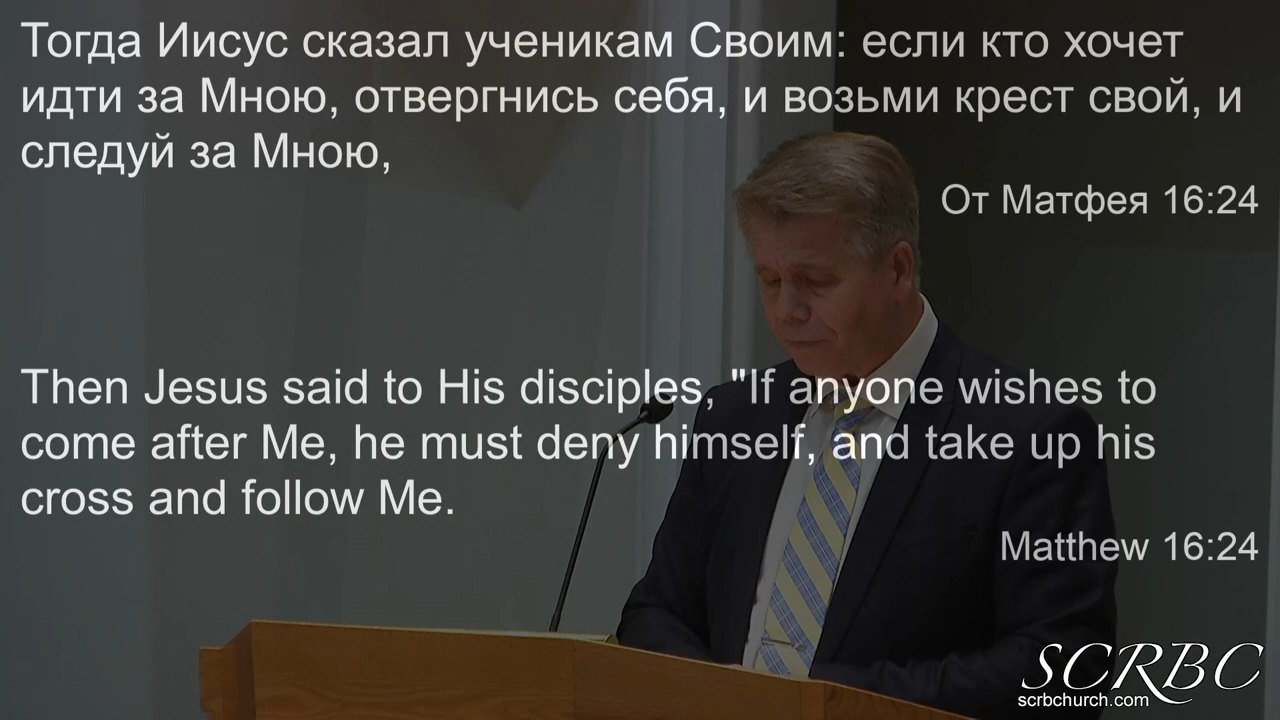 Тогда Иисус сказал ученикам Своим: если кто хочет
идти за Мною, отвергнись себя, и возьми крест свой, и
следуй за Мною,
От Матфея 16:24
Then Jesus said to His disciples, "If anyone wishes to
come after Me, he must deny himself, and take up his
cross and follow Me.
Matthew 16:24
SCRBC
scrbchurch.com